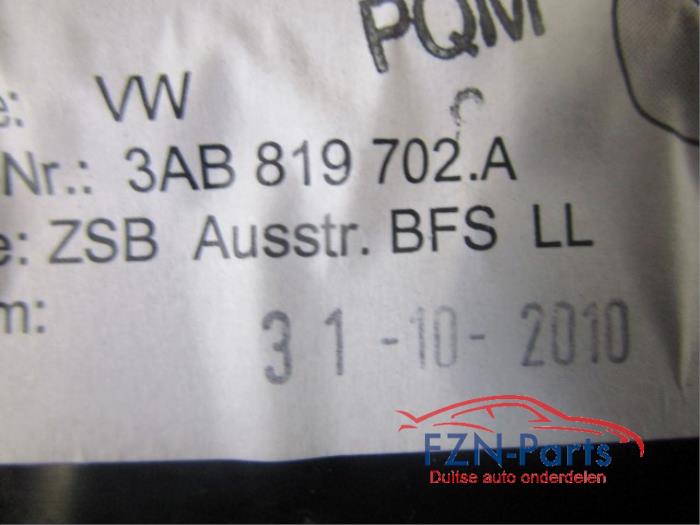 PQM
e: VW
Nr.: 3AB 819 702.A
e: ZSB Ausstr. BFS LL
m: 31-10-2010
FZN-Parts
Duitse auto onderdelen